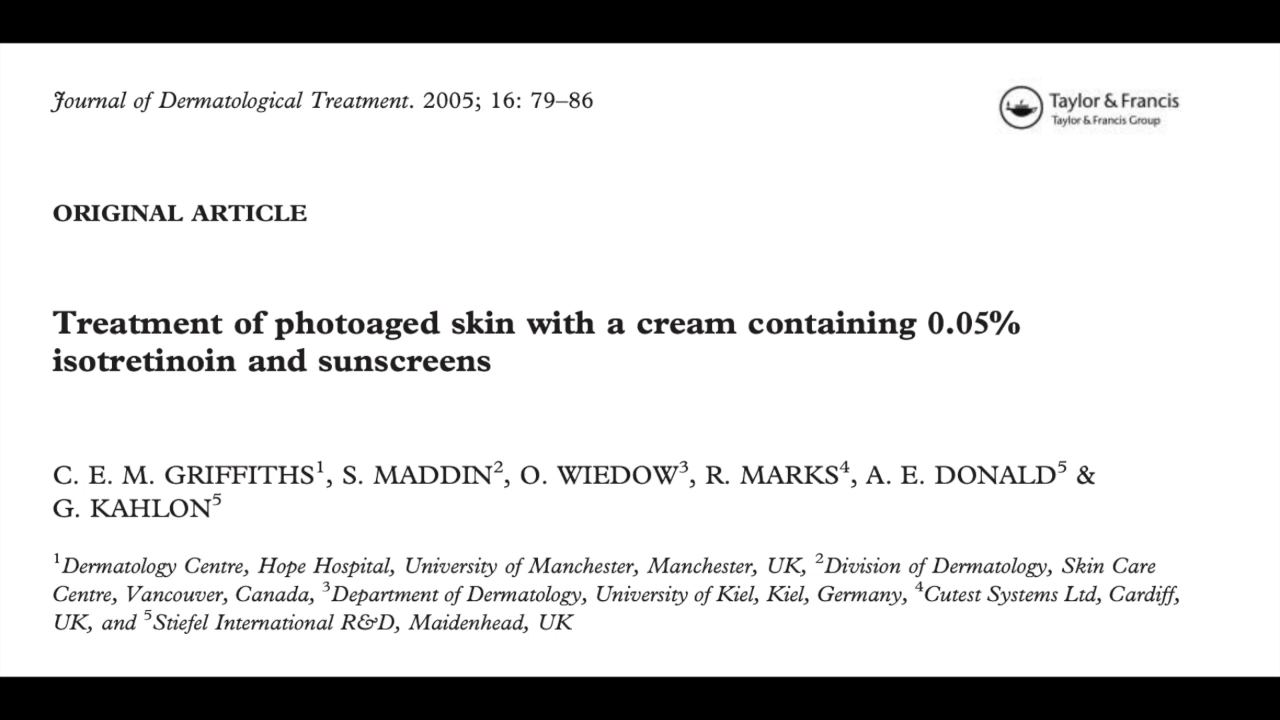 Journal of Dermatological Treatment. 2005; 16: 79–86
Taylor & Francis
Taylor & Francis Group
ORIGINAL ARTICLE
Treatment of photoaged skin with a cream containing 0.05%
isotretinoin and sunscreens
C. E. M. GRIFFITHS¹, S. MADDIN², O. WIEDOW³, R. MARKS⁴, A. E. DONALD⁵ &
G. KAHLON⁵
¹Dermatology Centre, Hope Hospital, University of Manchester, Manchester, UK, ²Division of Dermatology, Skin Care
Centre, Vancouver, Canada, ³Department of Dermatology, University of Kiel, Kiel, Germany, ⁴Cutest Systems Ltd, Cardiff,
UK, and ⁵Stiefel International R&D, Maidenhead, UK